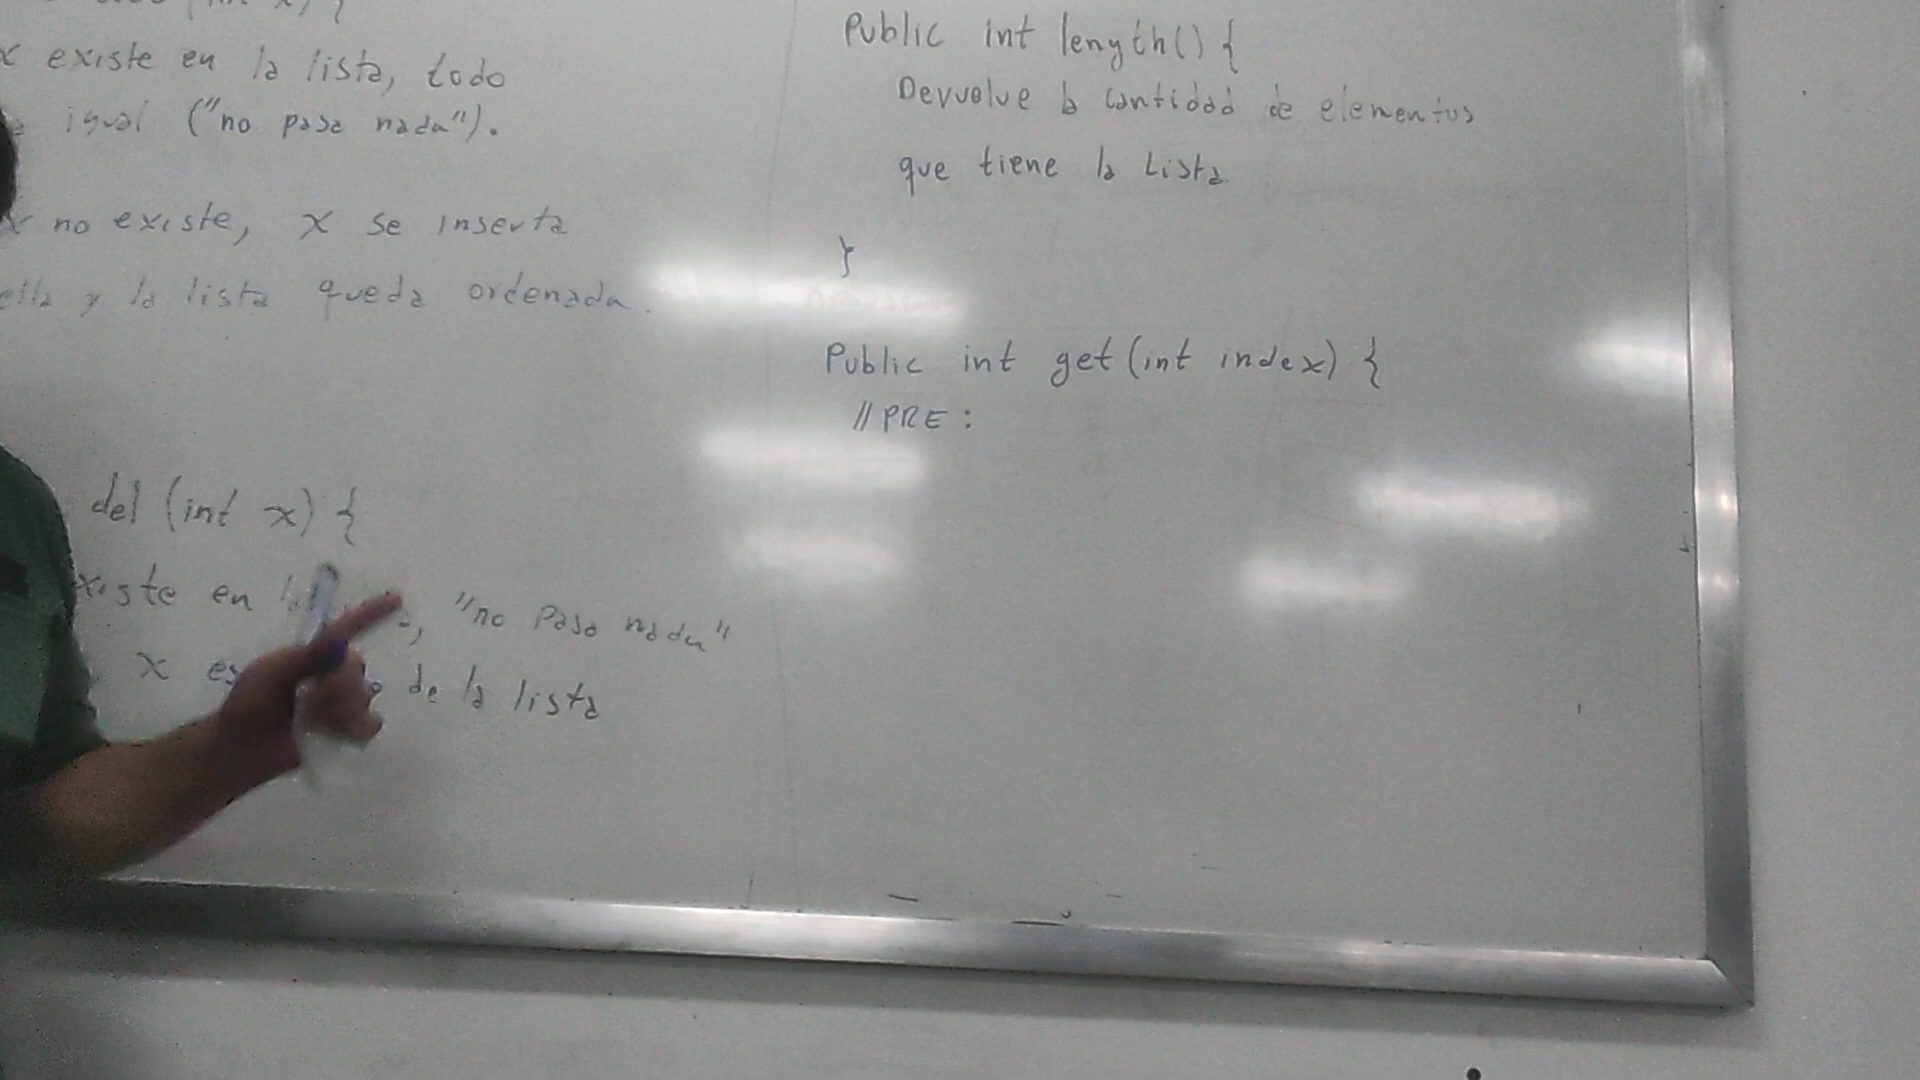 (int x) {
x existe en la lista, todo
igual ("no pasa nada").
x no existe, x se inserta
ella y la lista queda ordenada.
del (int x) {
existe en "no pasa nada"
x de la lista
Public int length() {
Devuelve la cantidad de elementos
que tiene la Lista.
}
Public int get (int index) {
// PRE :